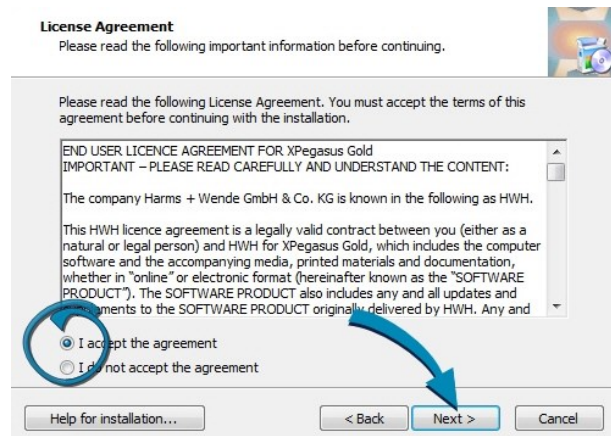 License Agreement
Please read the following important information before continuing.
Please read the following License Agreement. You must accept the terms of this
agreement before continuing with the installation.
END USER LICENCE AGREEMENT FOR XPegasus Gold
IMPORTANT – PLEASE READ CAREFULLY AND UNDERSTAND THE CONTENT:
The company Harms + Wende GmbH & Co. KG is known in the following as HWH.
This HWH licence agreement is a legally valid contract between you (either as a
natural or legal person) and HWH for XPegasus Gold, which includes the computer
software and the accompanying media, printed materials and documentation,
whether in "online" or electronic format (hereinafter known as the "SOFTWARE
PRODUCT"). The SOFTWARE PRODUCT also includes any and all updates and
to the SOFTWARE PRODUCT originally delivered by HWH. Any and
I accept the agreement
I do not accept the agreement
Help for installation...
< Back
Next >
Cancel